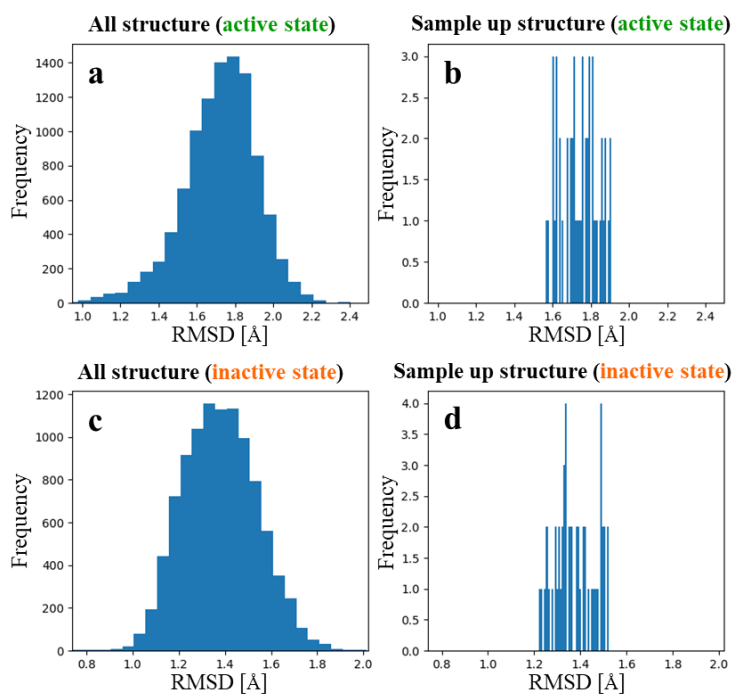 All structure (active state)
a
Frequency
1400
1200
1000
800
600
400
200
0
1.0 1.2 1.4 1.6 1.8 2.0 2.2 2.4
RMSD [Å]
Sample up structure (active state)
b
Frequency
3.0
2.5
2.0
1.5
1.0
0.5
0.0
1.0 1.2 1.4 1.6 1.8 2.0 2.2 2.4
RMSD [Å]
All structure (inactive state)
c
Frequency
1200
1000
800
600
400
200
0
0.8 1.0 1.2 1.4 1.6 1.8 2.0
RMSD [Å]
Sample up structure (inactive state)
d
Frequency
4.0
3.5
3.0
2.5
2.0
1.5
1.0
0.5
0.0
0.8 1.0 1.2 1.4 1.6 1.8 2.0
RMSD [Å]